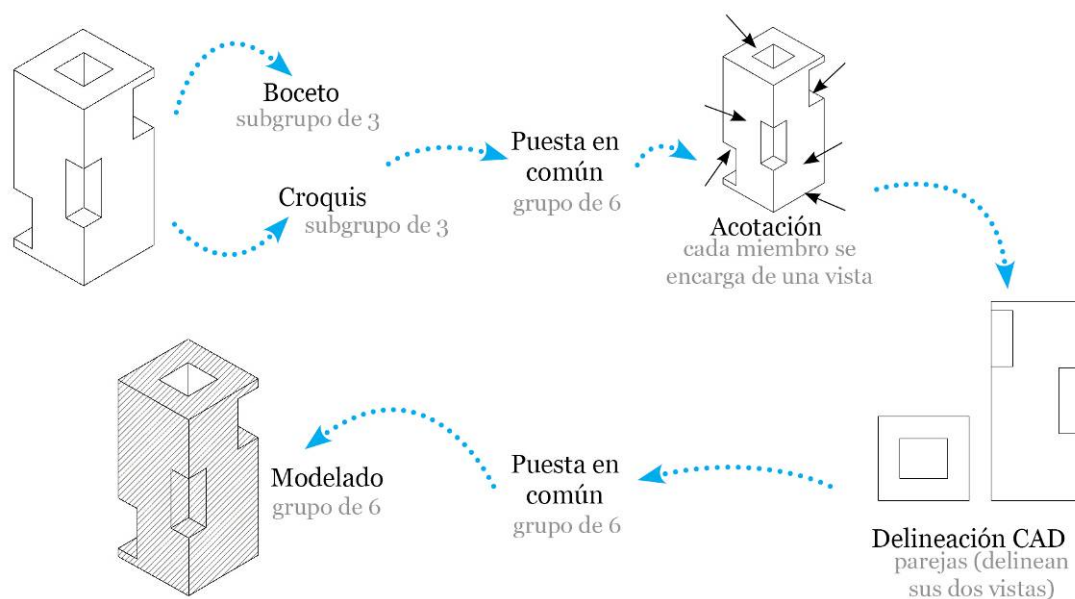 Boceto
subgrupo de 3
Croquis
subgrupo de 3
Puesta en
común
grupo de 6
Acotación
cada miembro se
encarga de una vista
Delineación CAD
parejas (delinean
sus dos vistas)
Puesta en
común
grupo de 6
Modelado
grupo de 6